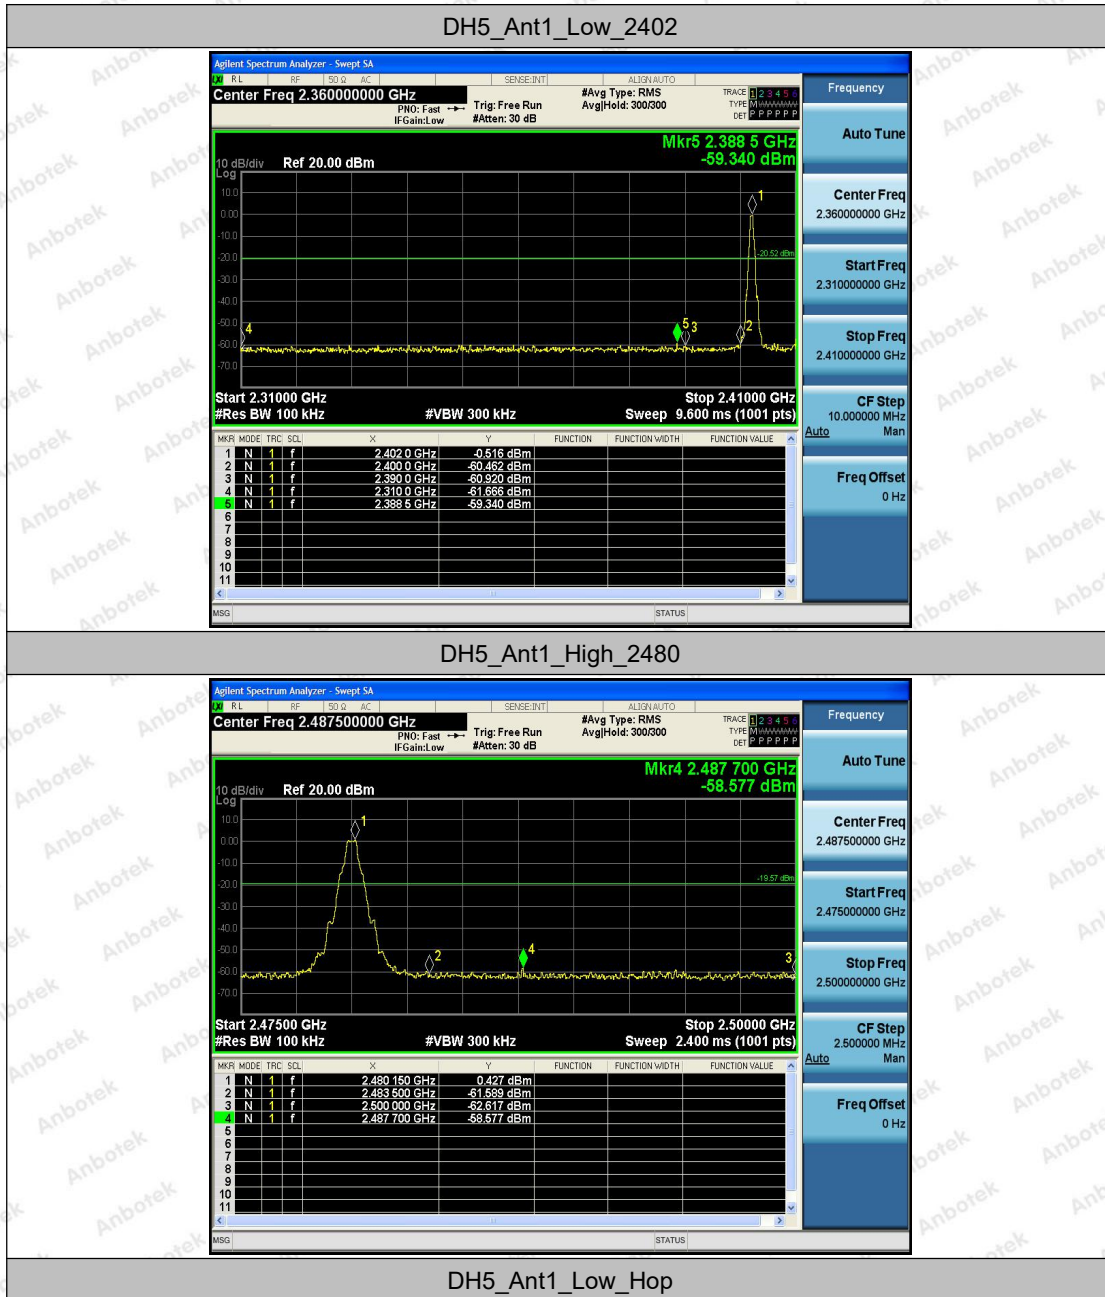 DH5_Ant1_Low_2402
Agilent Spectrum Analyzer - Swept SA
LXI RL RF 50 Ω AC SENSE:INT ALIGNAUTO
Center Freq 2.360000000 GHz
PNO: Fast
IFGain:Low
Trig: Free Run
#Atten: 30 dB
#Avg Type: RMS
Avg|Hold: 300/300
TRACE 1 2 3 4 5 6
TYPE M WWWWW
DET P P P P P P
Mkr5 2.388 5 GHz
-59.340 dBm
10 dB/div Ref 20.00 dBm
Log
10.0
0.00
-10.0
-20.0
-30.0
-40.0
-50.0
-60.0
-70.0
-20.52 dBm
1
2
3
4
5
Start 2.31000 GHz Stop 2.41000 GHz
#Res BW 100 kHz #VBW 300 kHz Sweep 9.600 ms (1001 pts)
MKR MODE TRC SCL X Y FUNCTION FUNCTION WIDTH FUNCTION VALUE
1 N 1 f 2.402 0 GHz -0.516 dBm
2 N 1 f 2.400 0 GHz -60.462 dBm
3 N 1 f 2.390 0 GHz -60.920 dBm
4 N 1 f 2.310 0 GHz -61.666 dBm
5 N 1 f 2.388 5 GHz -59.340 dBm
6
7
8
9
10
11
MSG STATUS
Frequency
Auto Tune
Center Freq
2.360000000 GHz
Start Freq
2.310000000 GHz
Stop Freq
2.410000000 GHz
CF Step
10.000000 MHz
Auto Man
Freq Offset
0 Hz
DH5_Ant1_High_2480
Agilent Spectrum Analyzer - Swept SA
LXI RL RF 50 Ω AC SENSE:INT ALIGNAUTO
Center Freq 2.487500000 GHz
PNO: Fast
IFGain:Low
Trig: Free Run
#Atten: 30 dB
#Avg Type: RMS
Avg|Hold: 300/300
TRACE 1 2 3 4 5 6
TYPE M WWWWW
DET P P P P P P
Mkr4 2.487 700 GHz
-58.577 dBm
10 dB/div Ref 20.00 dBm
Log
10.0
0.00
-10.0
-20.0
-30.0
-40.0
-50.0
-60.0
-70.0
-19.57 dBm
1
2
3
4
Start 2.47500 GHz Stop 2.50000 GHz
#Res BW 100 kHz #VBW 300 kHz Sweep 2.400 ms (1001 pts)
MKR MODE TRC SCL X Y FUNCTION FUNCTION WIDTH FUNCTION VALUE
1 N 1 f 2.480 150 GHz 0.427 dBm
2 N 1 f 2.483 500 GHz -61.589 dBm
3 N 1 f 2.500 000 GHz -62.617 dBm
4 N 1 f 2.487 700 GHz -58.577 dBm
5
6
7
8
9
10
11
MSG STATUS
Frequency
Auto Tune
Center Freq
2.487500000 GHz
Start Freq
2.475000000 GHz
Stop Freq
2.500000000 GHz
CF Step
2.500000 MHz
Auto Man
Freq Offset
0 Hz
DH5_Ant1_Low_Hop
Anbotek